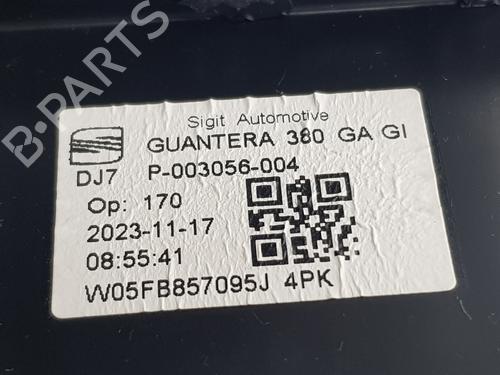 B-PARTS
Sigit Automotive
GUANTERA 380 GA GI
DJ7 P-003056-004
Op: 170
2023-11-17
08:55:41
W05FB857095J 4PK